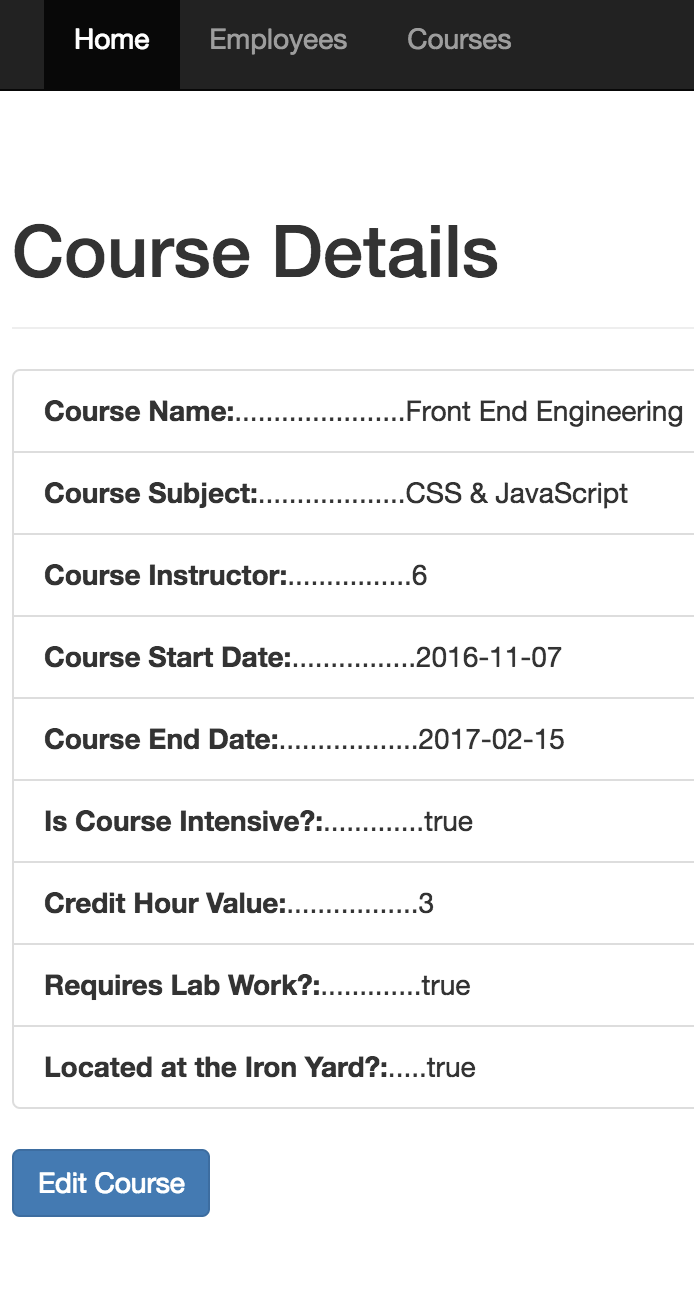 Home Employees Courses
Course Details
Course Name:......................Front End Engineering
Course Subject:...................CSS & JavaScript
Course Instructor:................6
Course Start Date:................2016-11-07
Course End Date:..................2017-02-15
Is Course Intensive?:.............true
Credit Hour Value:.................3
Requires Lab Work?:.............true
Located at the Iron Yard?:.....true
Edit Course